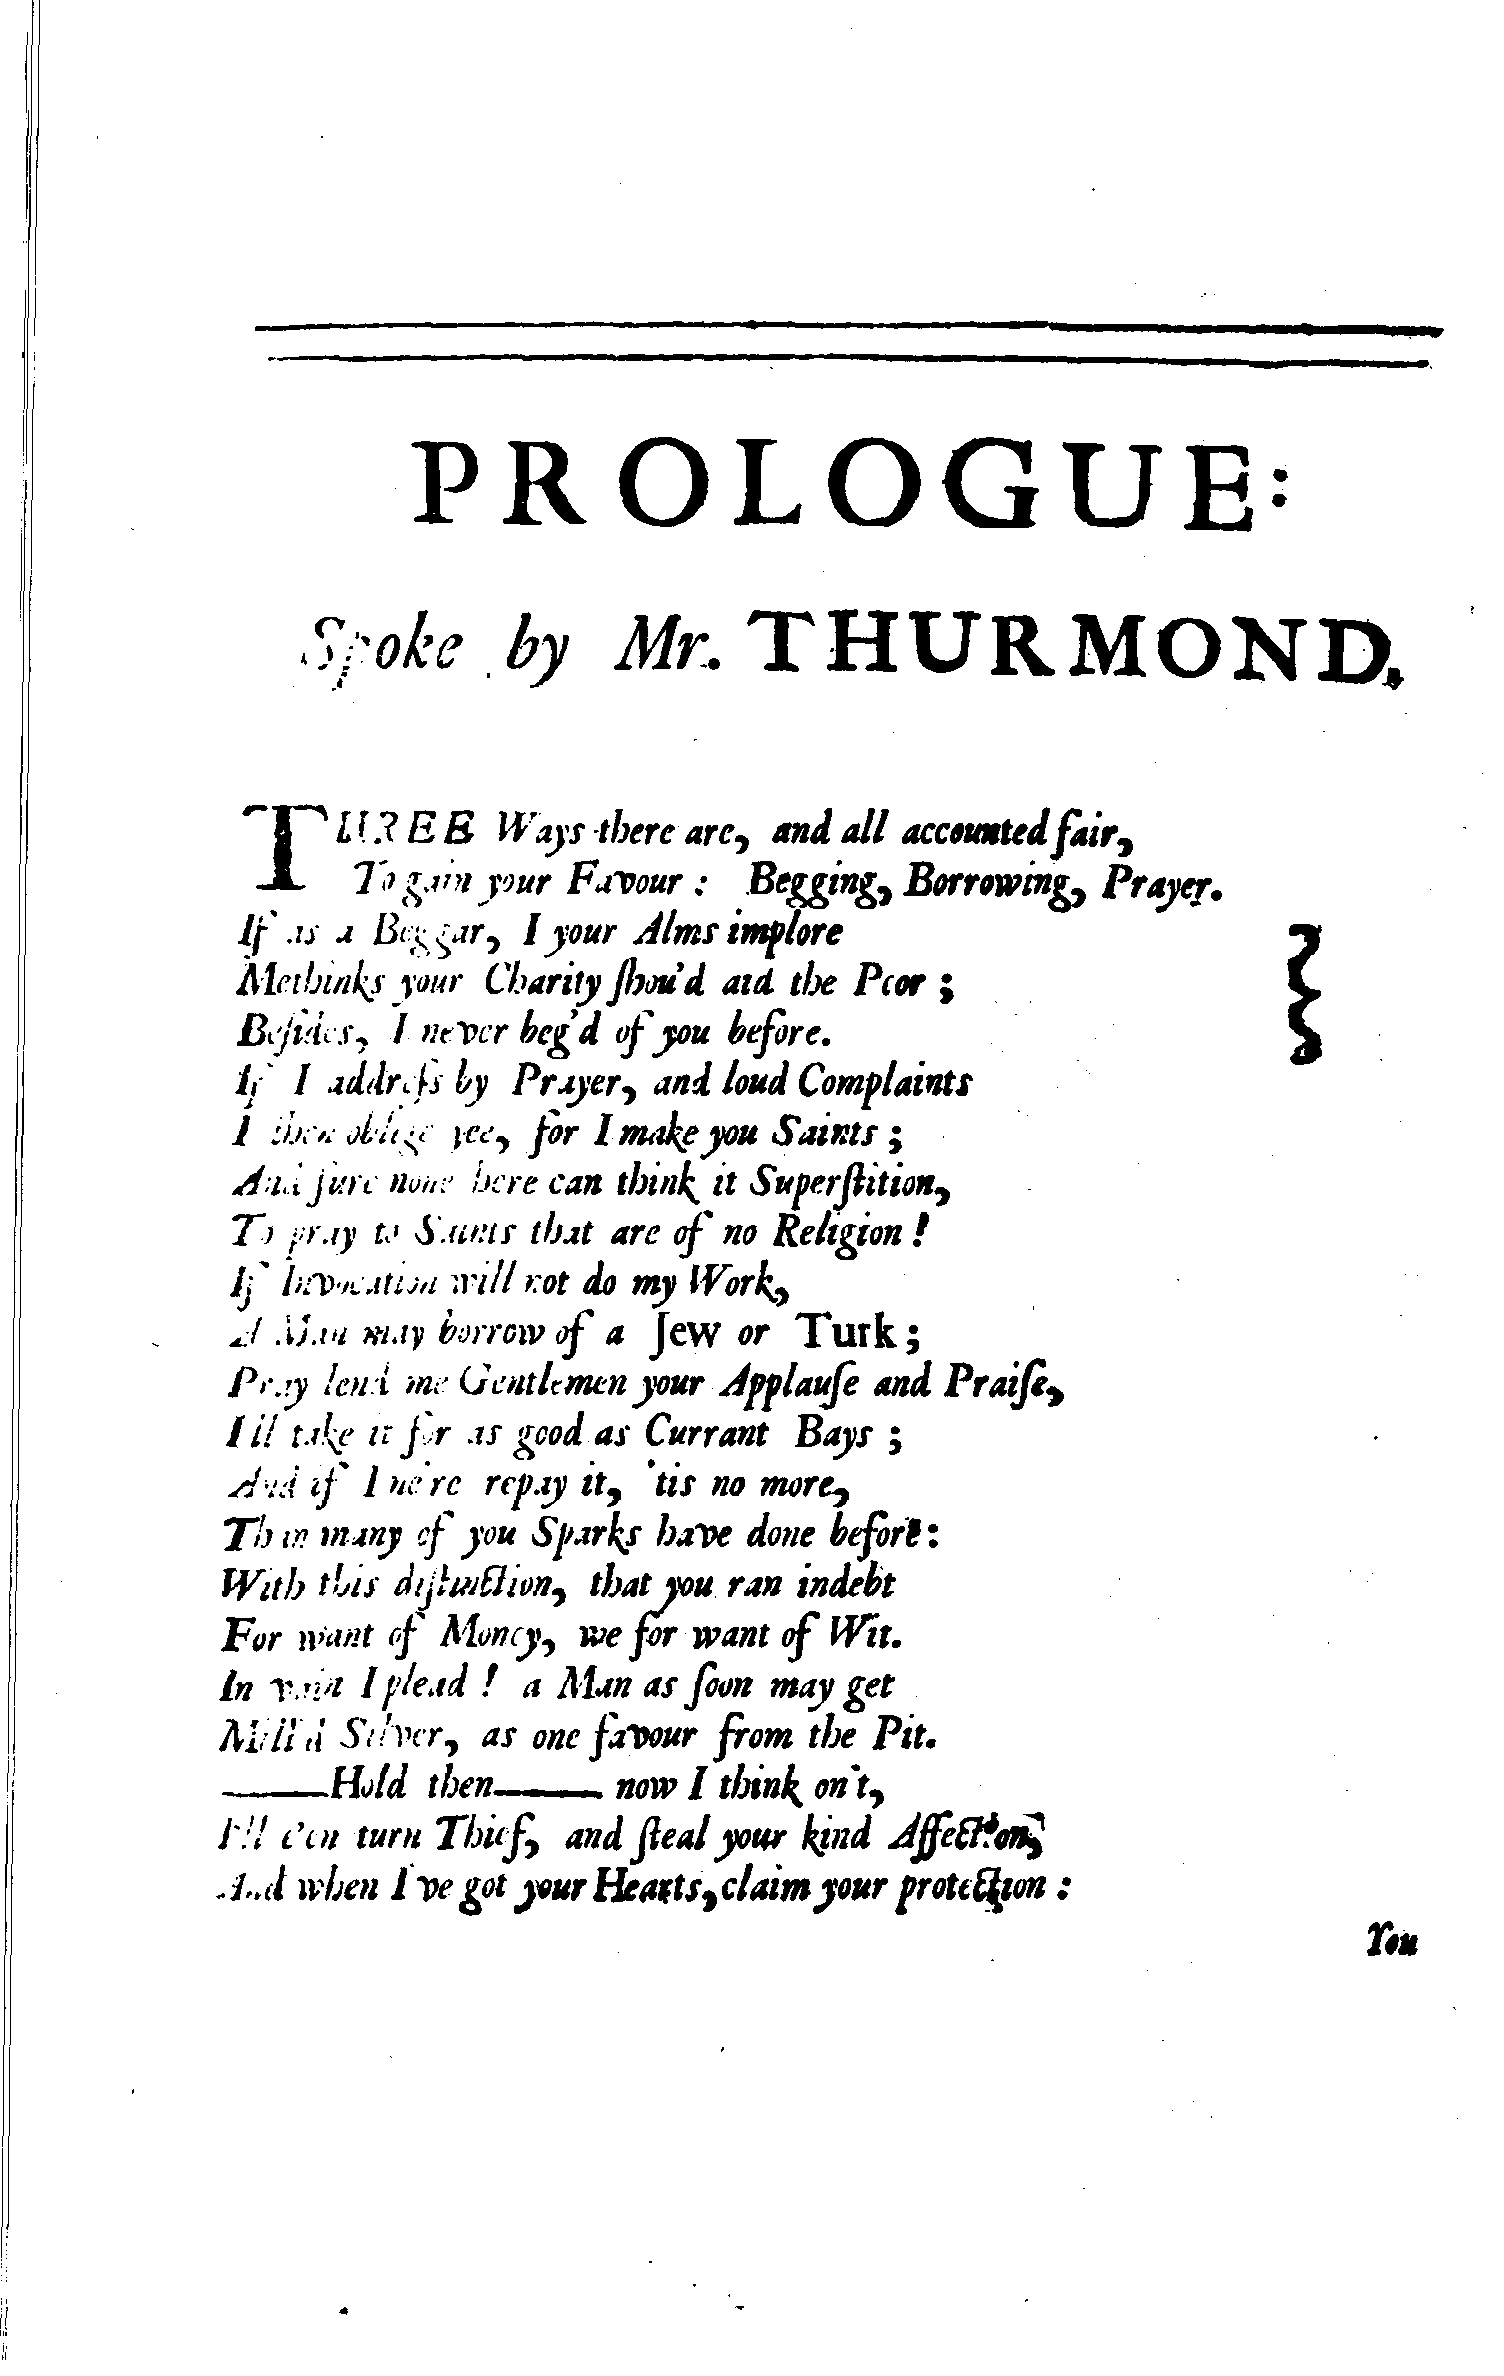 PROLOGUE:
Spoke by Mr. THURMOND.
THREE Ways there are, and all accounted fair,
To gain your Favour : Begging, Borrowing, Prayer.
If as a Beggar, I your Alms implore
Methinks your Charity ſhou'd aid the Poor ;
Beſides, I never beg'd of you before.
If I addreſs by Prayer, and loud Complaints
I then oblige yee, for I make you Saints ;
And ſure none here can think it Superſtition,
To pray to Saints that are of no Religion !
If Invocation will not do my Work,
A Man may borrow of a Jew or Turk ;
Pray lend me Gentlemen your Applauſe and Praiſe,
I'll take it for as good as Currant Bays ;
And if I ne're repay it, 'tis no more,
Than many of you Sparks have done before :
With this diſtinction, that you ran indebt
For want of Money, we for want of Wit.
In vain I plead ! a Man as ſoon may get
Mill'd Silver, as one favour from the Pit.
——Hold then—— now I think on't,
I'll e'en turn Thief, and ſteal your kind Affection,
And when I've got your Hearts, claim your protection :
You